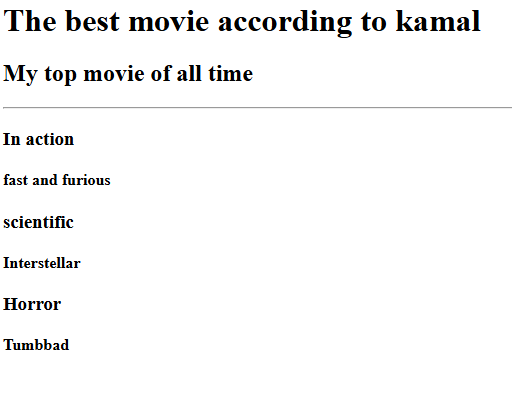 The best movie according to kamal
My top movie of all time
In action
fast and furious
scientific
Interstellar
Horror
Tumbbad